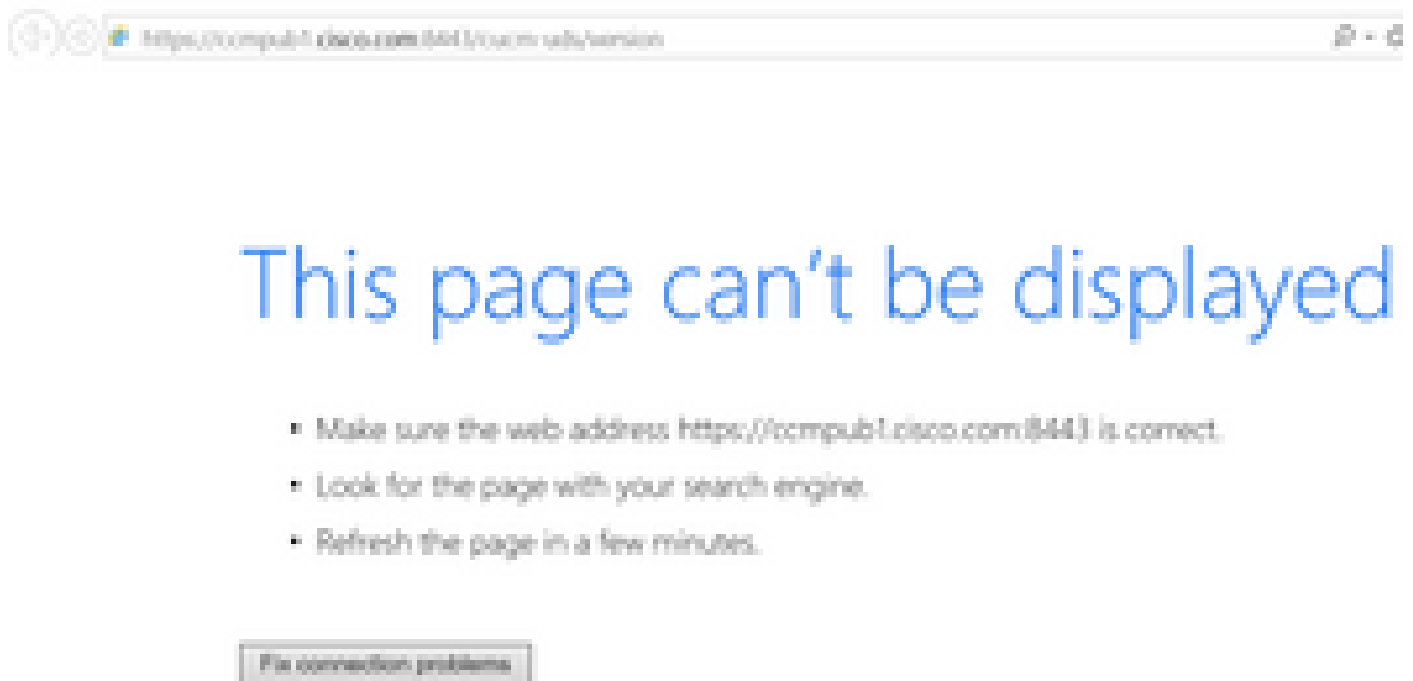 https://ccmpub1.cisco.com:8443/cucm-uds/version
This page can't be displayed
• Make sure the web address https://ccmpub1.cisco.com:8443 is correct.
• Look for the page with your search engine.
• Refresh the page in a few minutes.
Fix connection problems